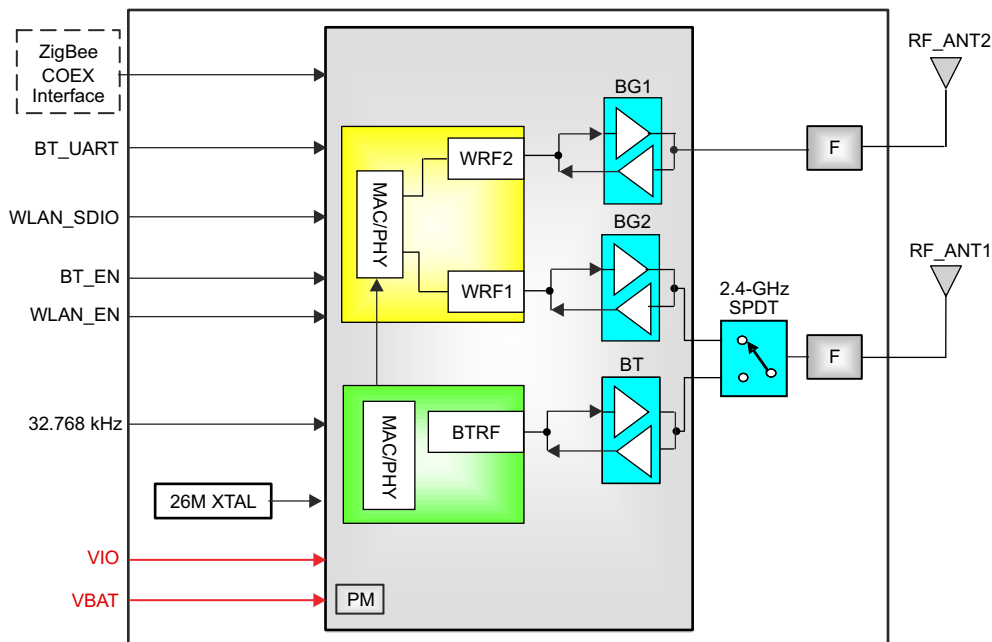 ZigBee
COEX
Interface
BT_UART
WLAN_SDIO
BT_EN
WLAN_EN
32.768 kHz
26M XTAL
VIO
VBAT
PM
MAC/PHY
WRF2
WRF1
MAC/PHY
BTRF
BG1
BG2
BT
2.4-GHz
SPDT
F
F
RF_ANT2
RF_ANT1